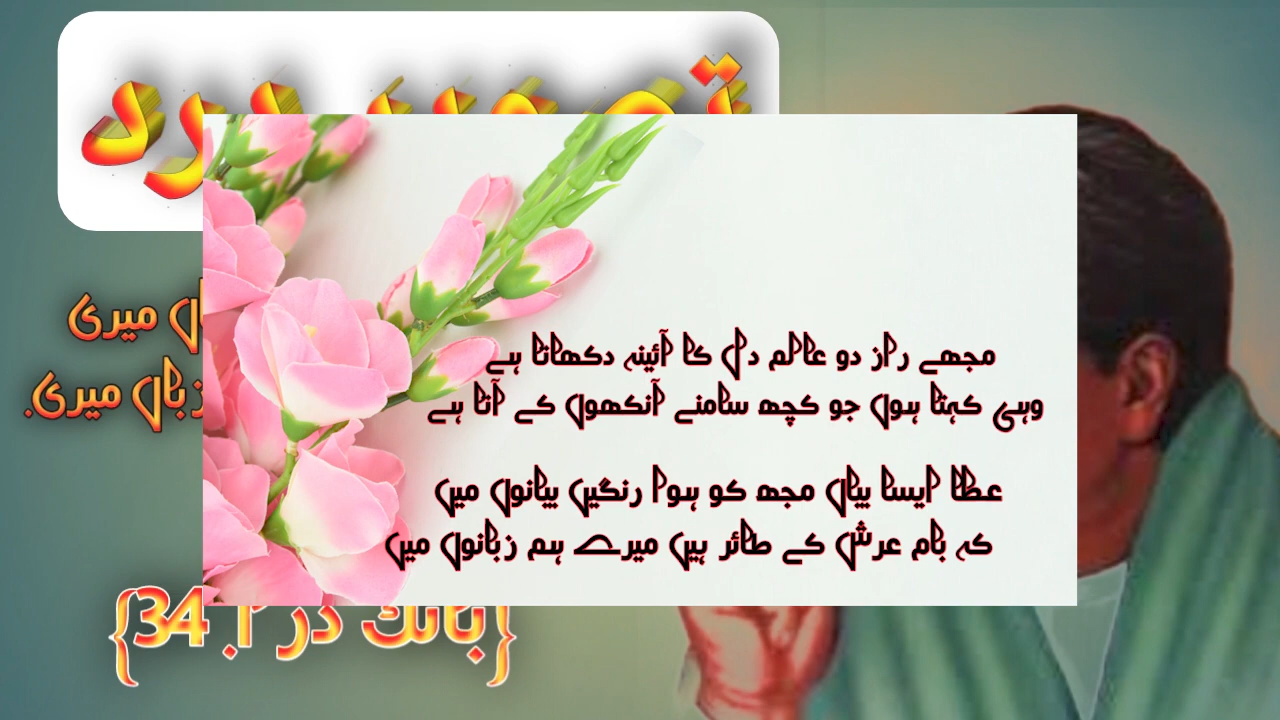 میری
زباں میری.
مجھے راز دو عالم دل کا آئینہ دکھاتا ہے
وہی کہتا ہوں جو کچھ سامنے آنکھوں کے آتا ہے
عطا ایسا بیاں مجھ کو ہوا رنگیں بیانوں میں
کہ بام عرش کے طائر ہیں میرے ہم زبانوں میں
{بانگ درا. 34}